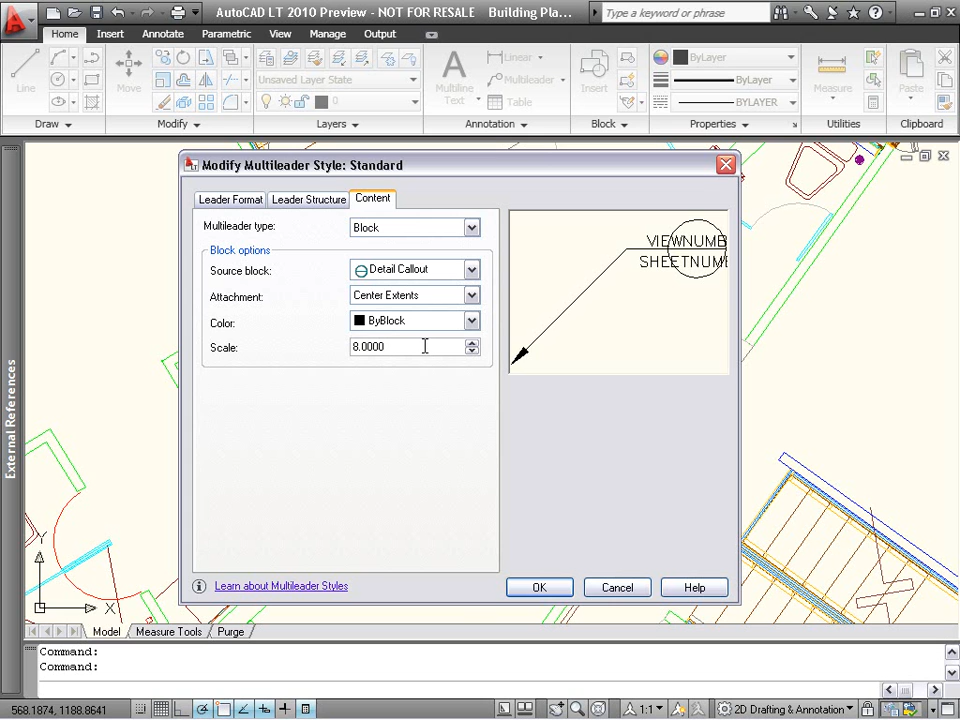 AutoCAD LT 2010 Preview - NOT FOR RESALE Building Pla... Type a keyword or phrase
Home Insert Annotate Parametric View Manage Output
Line Move Unsaved Layer State 0 Multiline Text Linear Multileader Table Insert ByLayer ByLayer BYLAYER Measure Paste
Draw Modify Layers Annotation Block Properties Utilities Clipboard
Modify Multileader Style: Standard
Leader Format Leader Structure Content
Multileader type: Block
Block options
Source block: Detail Callout
Attachment: Center Extents
Color: ByBlock
Scale: 8.0000
VIEWNUMB
SHEETNUME
External References
Y
X
Learn about Multileader Styles OK Cancel Help
Model Measure Tools Purge
Command:
Command:
568.1874, 1188.8641 1:1 2D Drafting & Annotation